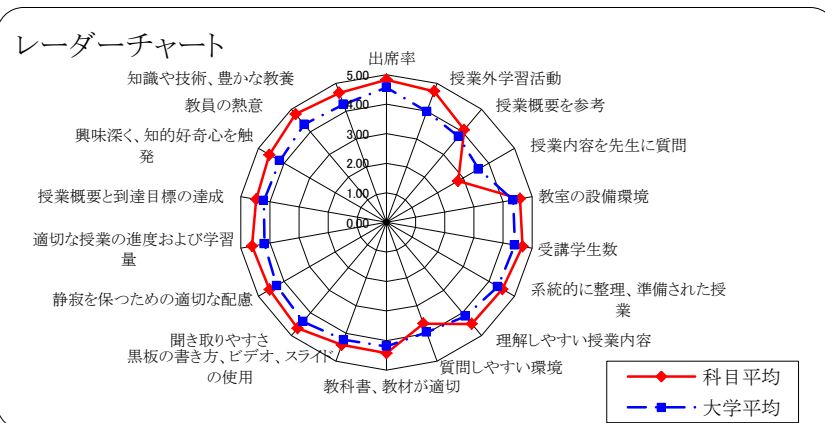 レーダーチャート
出席率
授業外学習活動
授業概要を参考
授業内容を先生に質問
教室の設備環境
受講学生数
系統的に整理、準備された授
業
理解しやすい授業内容
質問しやすい環境
教科書、教材が適切
黒板の書き方、ビデオ、スライド
の使用
聞き取りやすさ
静寂を保つための適切な配慮
適切な授業の進度および学習
量
授業概要と到達目標の達成
興味深く、知的好奇心を触
発
教員の熱意
知識や技術、豊かな教養
5.00
4.00
3.00
2.00
1.00
0.00
科目平均
大学平均